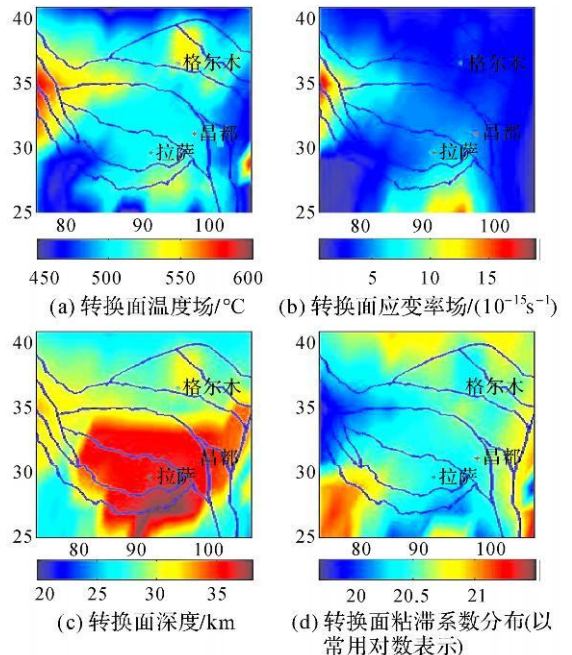 40
35
30
25
格尔木
昌都
拉萨
80 90 100
450 500 550 600
(a) 转换面温度场/°C
40
35
30
25
格尔木
昌都
拉萨
80 90 100
5 10 15
(b) 转换面应变率场/(10⁻¹⁵s⁻¹)
40
35
30
25
格尔木
昌都
拉萨
80 90 100
20 25 30 35
(c) 转换面深度/km
40
35
30
25
格尔木
昌都
拉萨
80 90 100
20 20.5 21
(d) 转换面粘滞系数分布(以
常用对数表示)